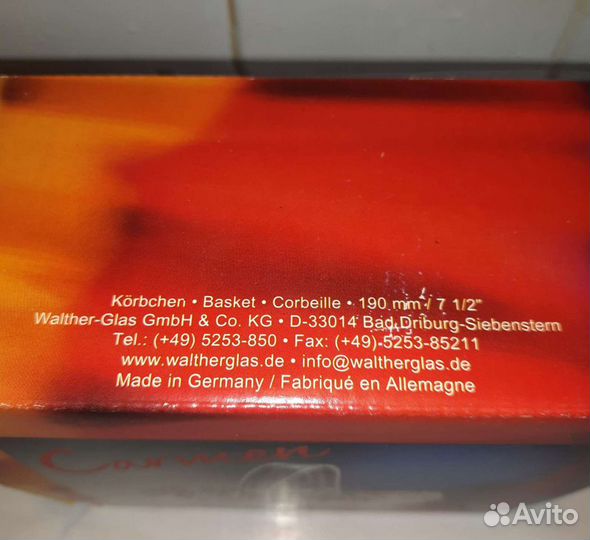 Körbchen • Basket • Corbeille • 190 mm / 7 1/2"
Walther-Glas GmbH & Co. KG • D-33014 Bad Driburg-Siebenstern
Tel.: (+49) 5253-850 • Fax: (+49)-5253-85211
www.waltherglas.de • info@waltherglas.de
Made in Germany / Fabriqué en Allemagne
Carmen
Avito